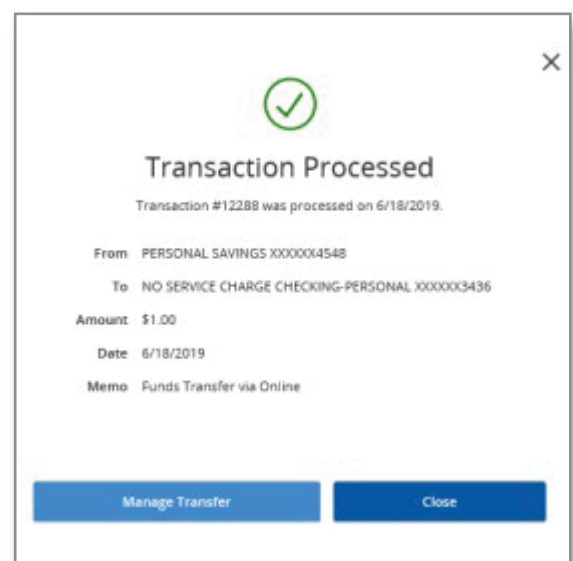 Transaction Processed
Transaction #12288 was processed on 6/18/2019.
From PERSONAL SAVINGS XXXXXX4548
To NO SERVICE CHARGE CHECKING-PERSONAL XXXXXX3436
Amount $1.00
Date 6/18/2019
Memo Funds Transfer via Online
Manage Transfer Close